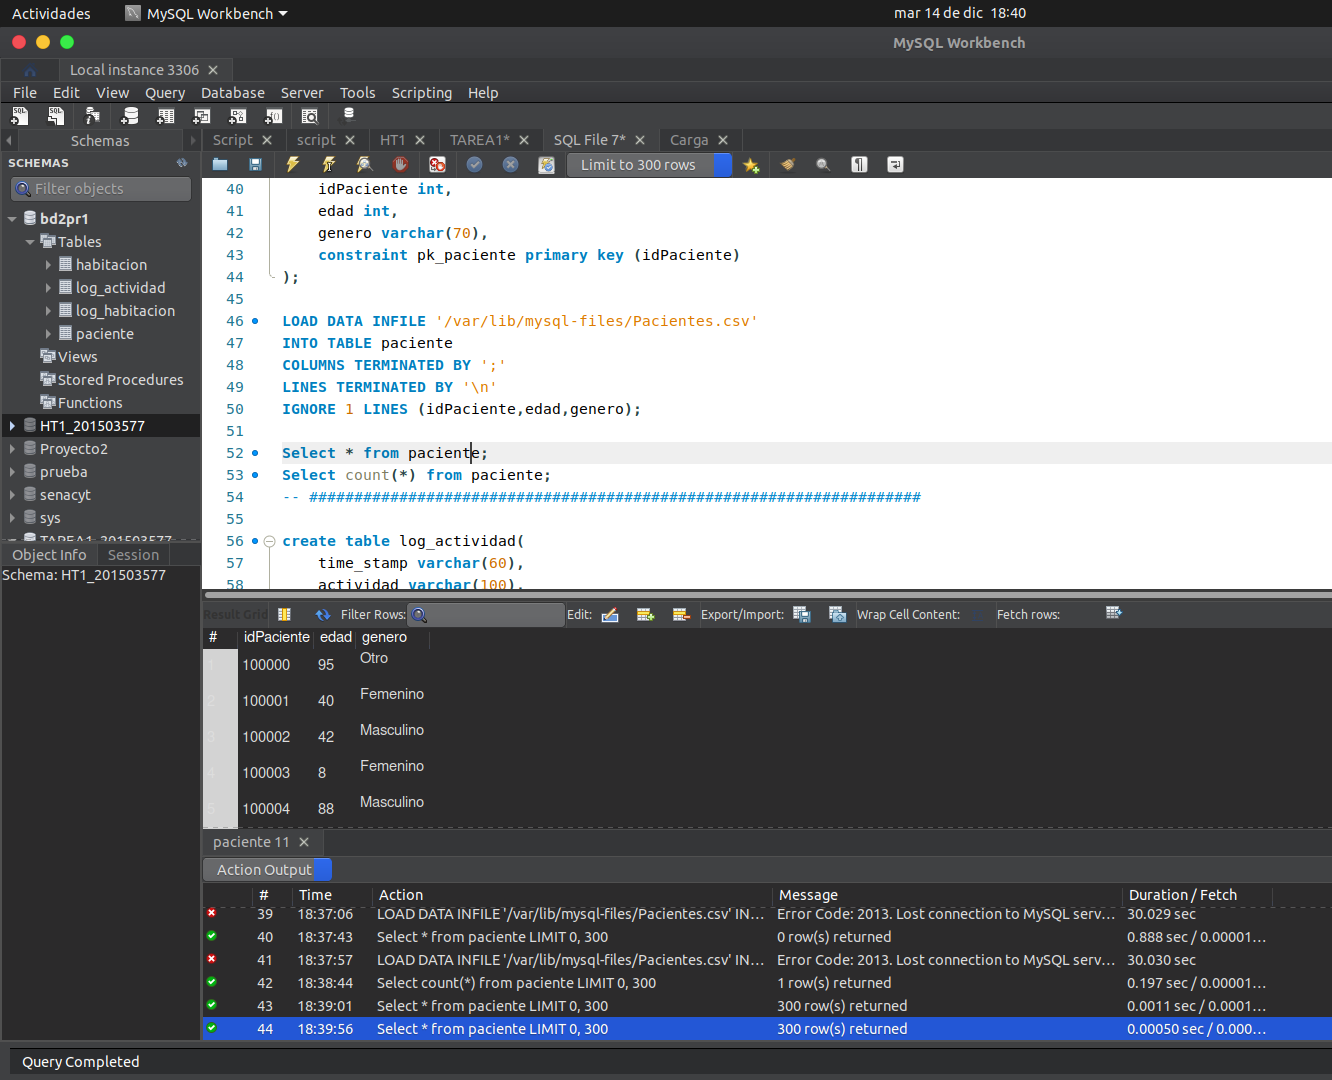 Actividades MySQL Workbench mar 14 de dic 18:40
MySQL Workbench
Local instance 3306
File Edit View Query Database Server Tools Scripting Help
Schemas Script script HT1 TAREA1* SQL File 7* Carga
SCHEMAS Limit to 300 rows
Filter objects
bd2pr1
Tables
habitacion
log_actividad
log_habitacion
paciente
Views
Stored Procedures
Functions
HT1_201503577
Proyecto2
prueba
senacyt
sys
TAREA1_201503577
Object Info Session
Schema: HT1_201503577
40 idPaciente int,
41 edad int,
42 genero varchar(70),
43 constraint pk_paciente primary key (idPaciente)
44 );
45
46 LOAD DATA INFILE '/var/lib/mysql-files/Pacientes.csv'
47 INTO TABLE paciente
48 COLUMNS TERMINATED BY ';'
49 LINES TERMINATED BY '\n'
50 IGNORE 1 LINES (idPaciente,edad,genero);
51
52 Select * from paciente;
53 Select count(*) from paciente;
54 -- ####################################################################
55
56 create table log_actividad(
57 time_stamp varchar(60),
58 actividad varchar(100),
Result Grid Filter Rows: Edit: Export/Import: Wrap Cell Content: Fetch rows:
# idPaciente edad genero
1 100000 95 Otro
2 100001 40 Femenino
3 100002 42 Masculino
4 100003 8 Femenino
5 100004 88 Masculino
paciente 11
Action Output
# Time Action Message Duration / Fetch
39 18:37:06 LOAD DATA INFILE '/var/lib/mysql-files/Pacientes.csv' IN... Error Code: 2013. Lost connection to MySQL serv... 30.029 sec
40 18:37:43 Select * from paciente LIMIT 0, 300 0 row(s) returned 0.888 sec / 0.00001...
41 18:37:57 LOAD DATA INFILE '/var/lib/mysql-files/Pacientes.csv' IN... Error Code: 2013. Lost connection to MySQL serv... 30.030 sec
42 18:38:44 Select count(*) from paciente LIMIT 0, 300 1 row(s) returned 0.197 sec / 0.00001...
43 18:39:01 Select * from paciente LIMIT 0, 300 300 row(s) returned 0.0011 sec / 0.0001...
44 18:39:56 Select * from paciente LIMIT 0, 300 300 row(s) returned 0.00050 sec / 0.000...
Query Completed